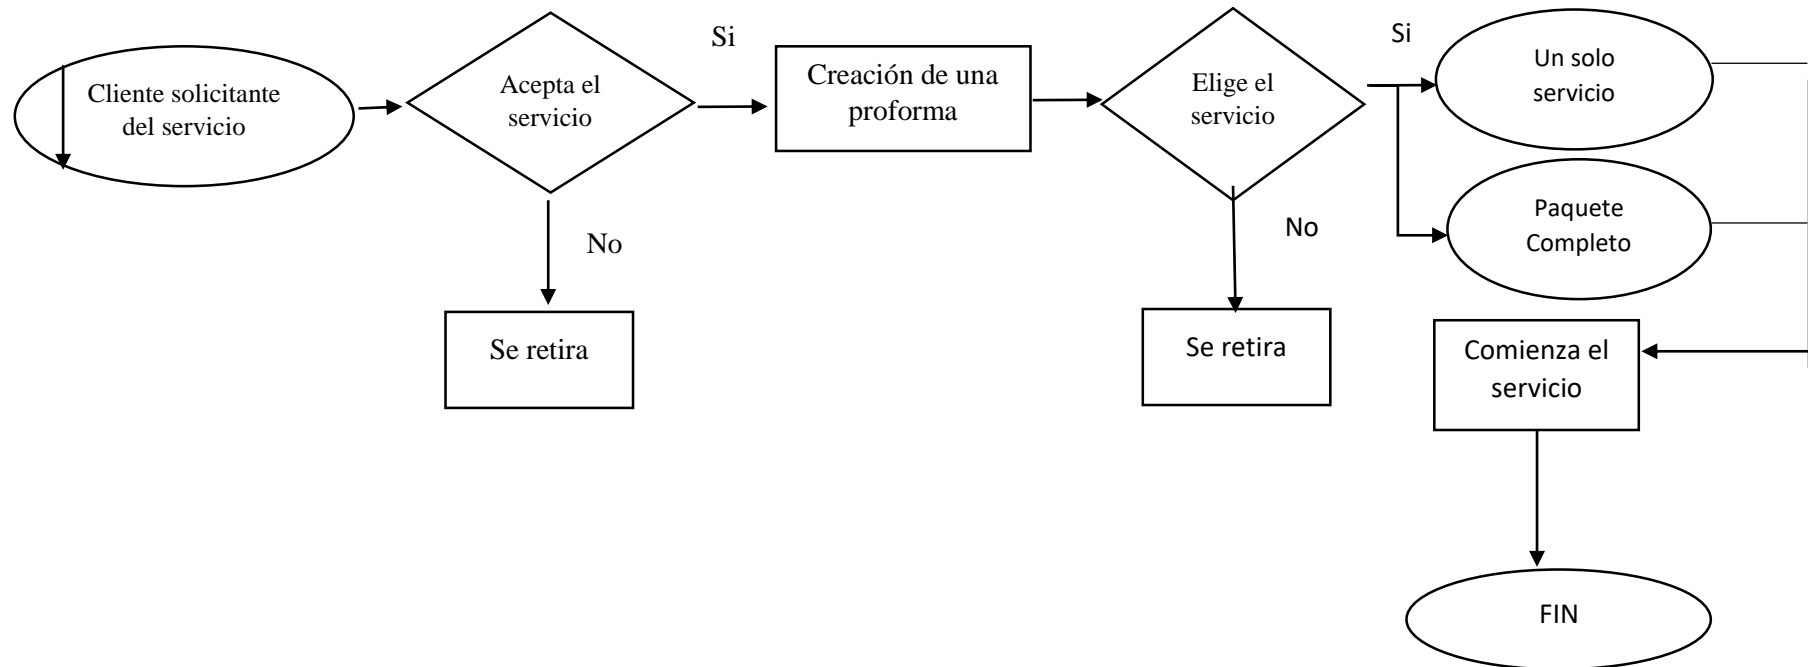 Cliente solicitante
del servicio
Acepta el
servicio
Si
No
Se retira
Creación de una
proforma
Elige el
servicio
Si
No
Se retira
Un solo
servicio
Paquete
Completo
Comienza el
servicio
FIN